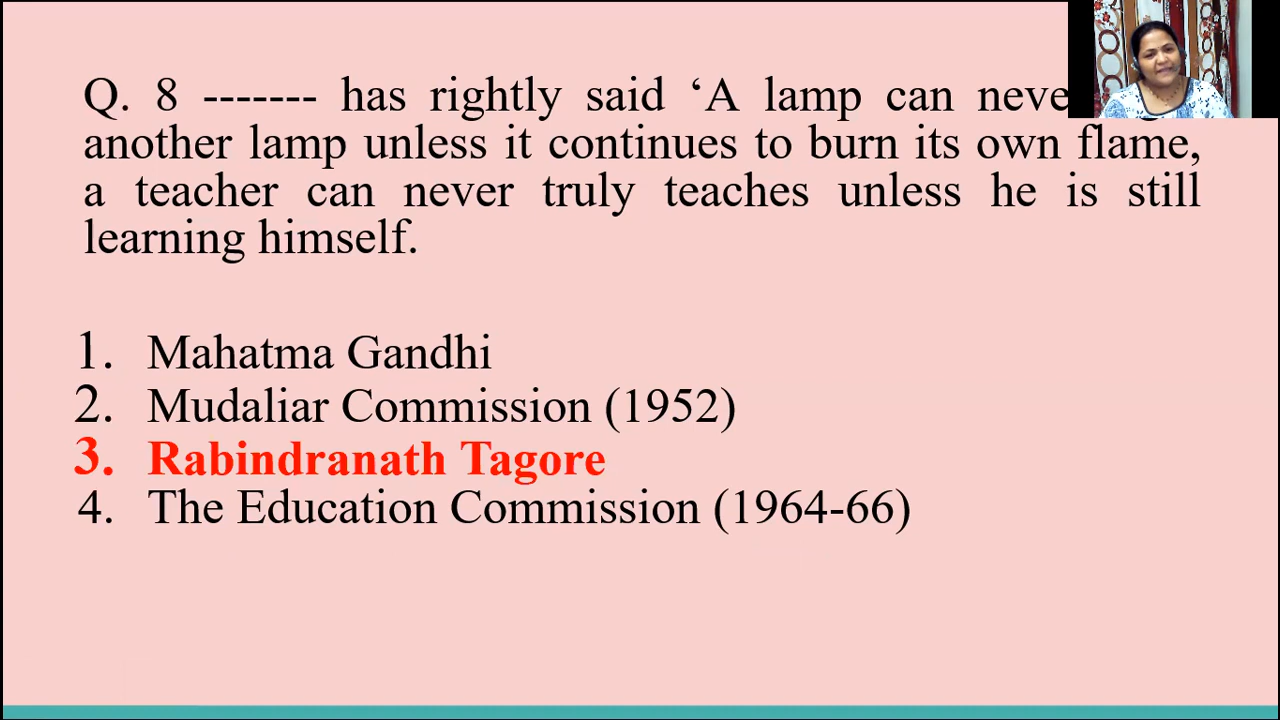 Q. 8 ------- has rightly said ‘A lamp can neve
another lamp unless it continues to burn its own flame,
a teacher can never truly teaches unless he is still
learning himself.
1. Mahatma Gandhi
2. Mudaliar Commission (1952)
3. Rabindranath Tagore
4. The Education Commission (1964-66)